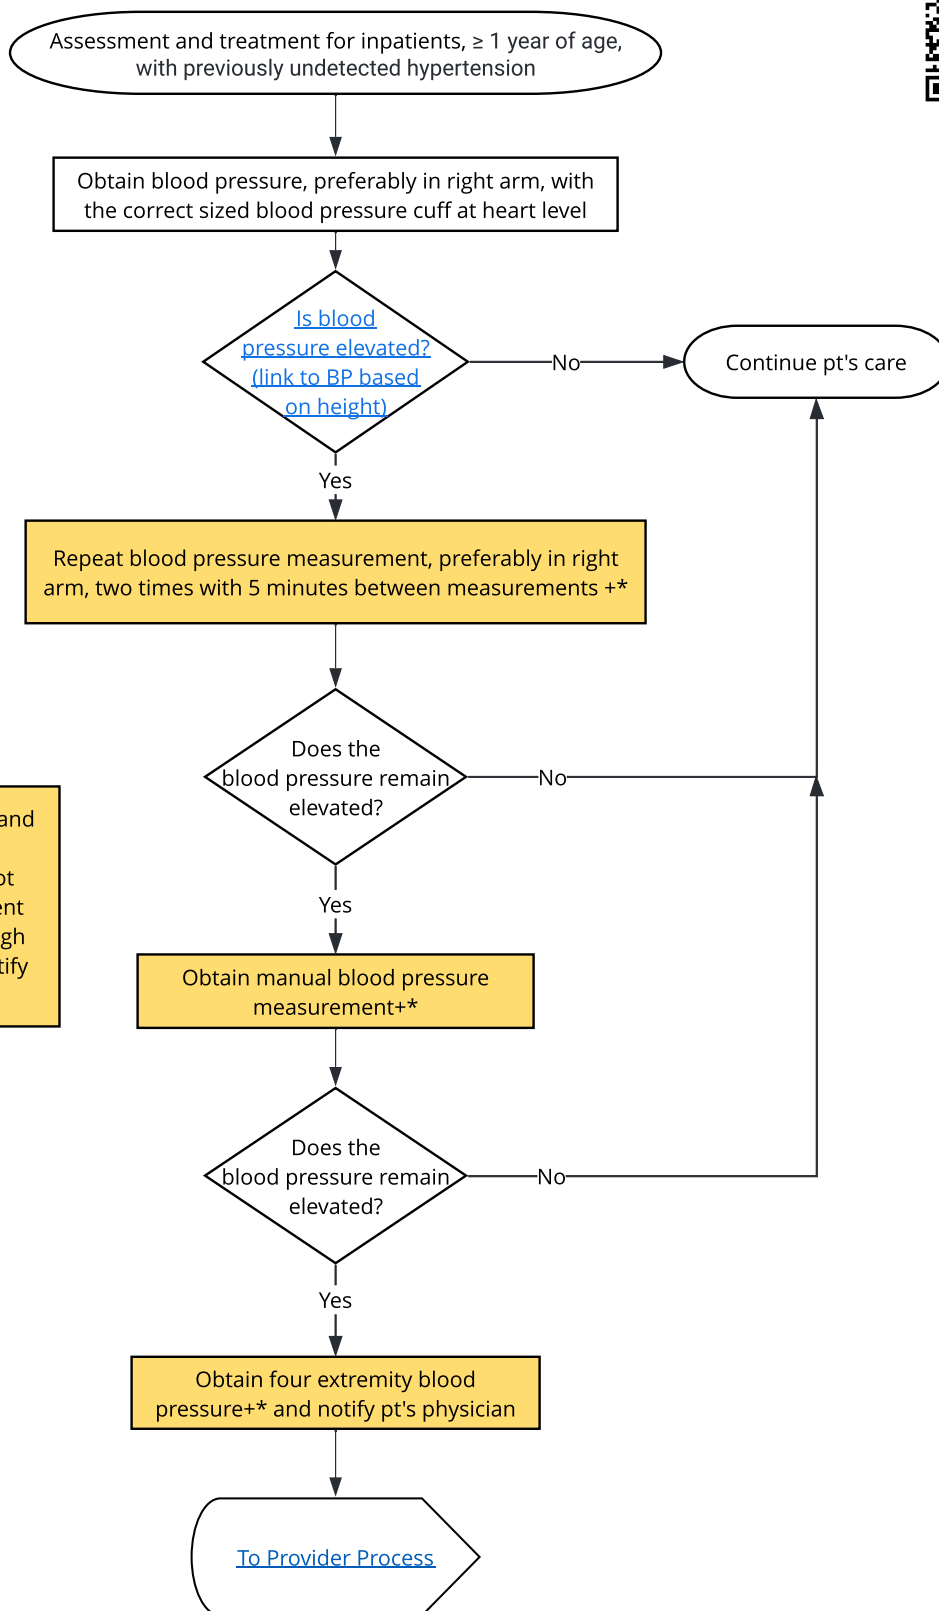 Assessment and treatment for inpatients, ≥ 1 year of age,
with previously undetected hypertension
Obtain blood pressure, preferably in right arm, with
the correct sized blood pressure cuff at heart level
Is blood
pressure elevated?
(link to BP based
on height)
No
Continue pt's care
Yes
Repeat blood pressure measurement, preferably in right
arm, two times with 5 minutes between measurements +*
Does the
blood pressure remain
elevated?
No
and
Yes
Obtain manual blood pressure
measurement+*
Does the
blood pressure remain
elevated?
No
Yes
Obtain four extremity blood
pressure+* and notify pt's physician
To Provider Process